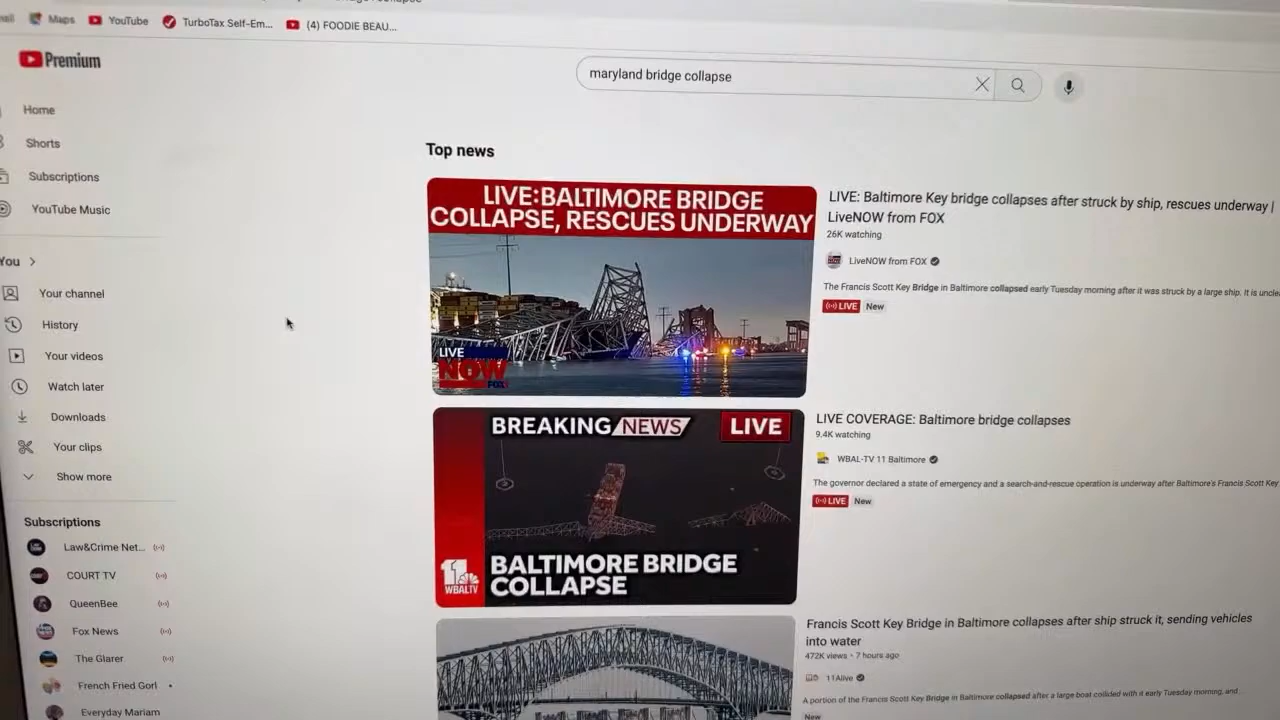 Maps
YouTube
TurboTax Self-Em...
(4) FOODIE BEAU...
Premium
maryland bridge collapse
Home
Shorts
Subscriptions
YouTube Music
You
Your channel
History
Your videos
Watch later
Downloads
Your clips
Show more
Subscriptions
Law&Crime Net...
COURT TV
QueenBee
Fox News
The Glarer
French Fried Gorl
Everyday Mariam
Top news
LIVE:BALTIMORE BRIDGE
COLLAPSE, RESCUES UNDERWAY
LIVE
NOW
FOX
LIVE: Baltimore Key bridge collapses after struck by ship, rescues underway |
LiveNOW from FOX
26K watching
LiveNOW from FOX
The Francis Scott Key Bridge in Baltimore collapsed early Tuesday morning after it was struck by a large ship. It is
LIVE New
BREAKING NEWS LIVE
BALTIMORE BRIDGE
COLLAPSE
11
WBALTV
LIVE COVERAGE: Baltimore bridge collapses
9.4K watching
WBAL-TV 11 Baltimore
The governor declared a state of emergency and a search-and-rescue operation is underway after Baltimore's Francis Scott Key
LIVE New
Francis Scott Key Bridge in Baltimore collapses after ship struck it, sending vehicles
into water
472K views • 7 hours ago
11Alive
A portion of the Francis Scott Key Bridge in Baltimore collapsed after a large boat collided with it early Tuesday morning, and
New